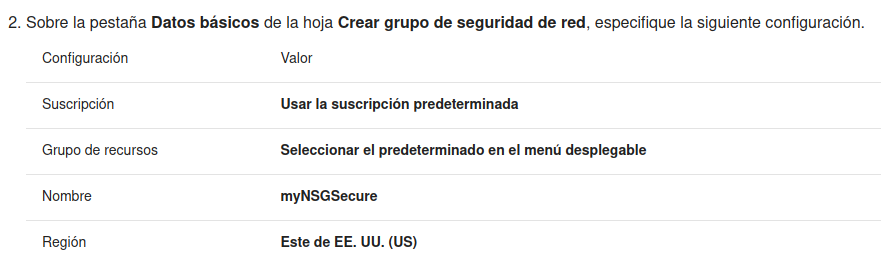 2. Sobre la pestaña Datos básicos de la hoja Crear grupo de seguridad de red, especifique la siguiente configuración.
Configuración Valor
Suscripción Usar la suscripción predeterminada
Grupo de recursos Seleccionar el predeterminado en el menú desplegable
Nombre myNSGSecure
Región Este de EE. UU. (US)